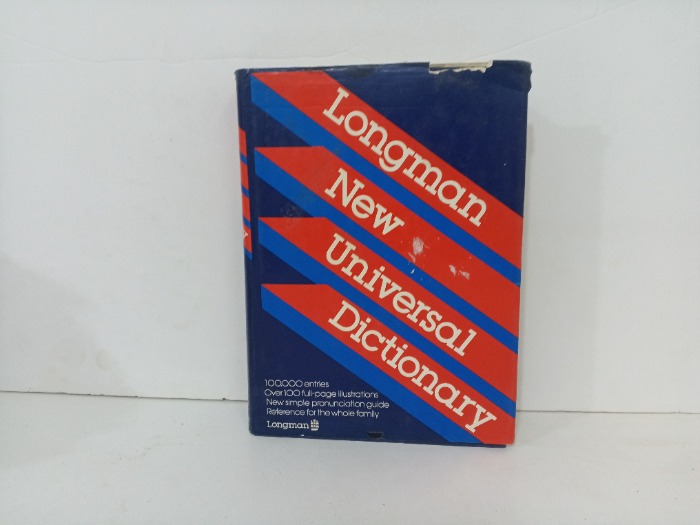 Longman
New
Universal
Dictionary
100,000 entries
Over 100 full-page illustrations
New simple pronunciation guide
Reference for the whole family
Longman